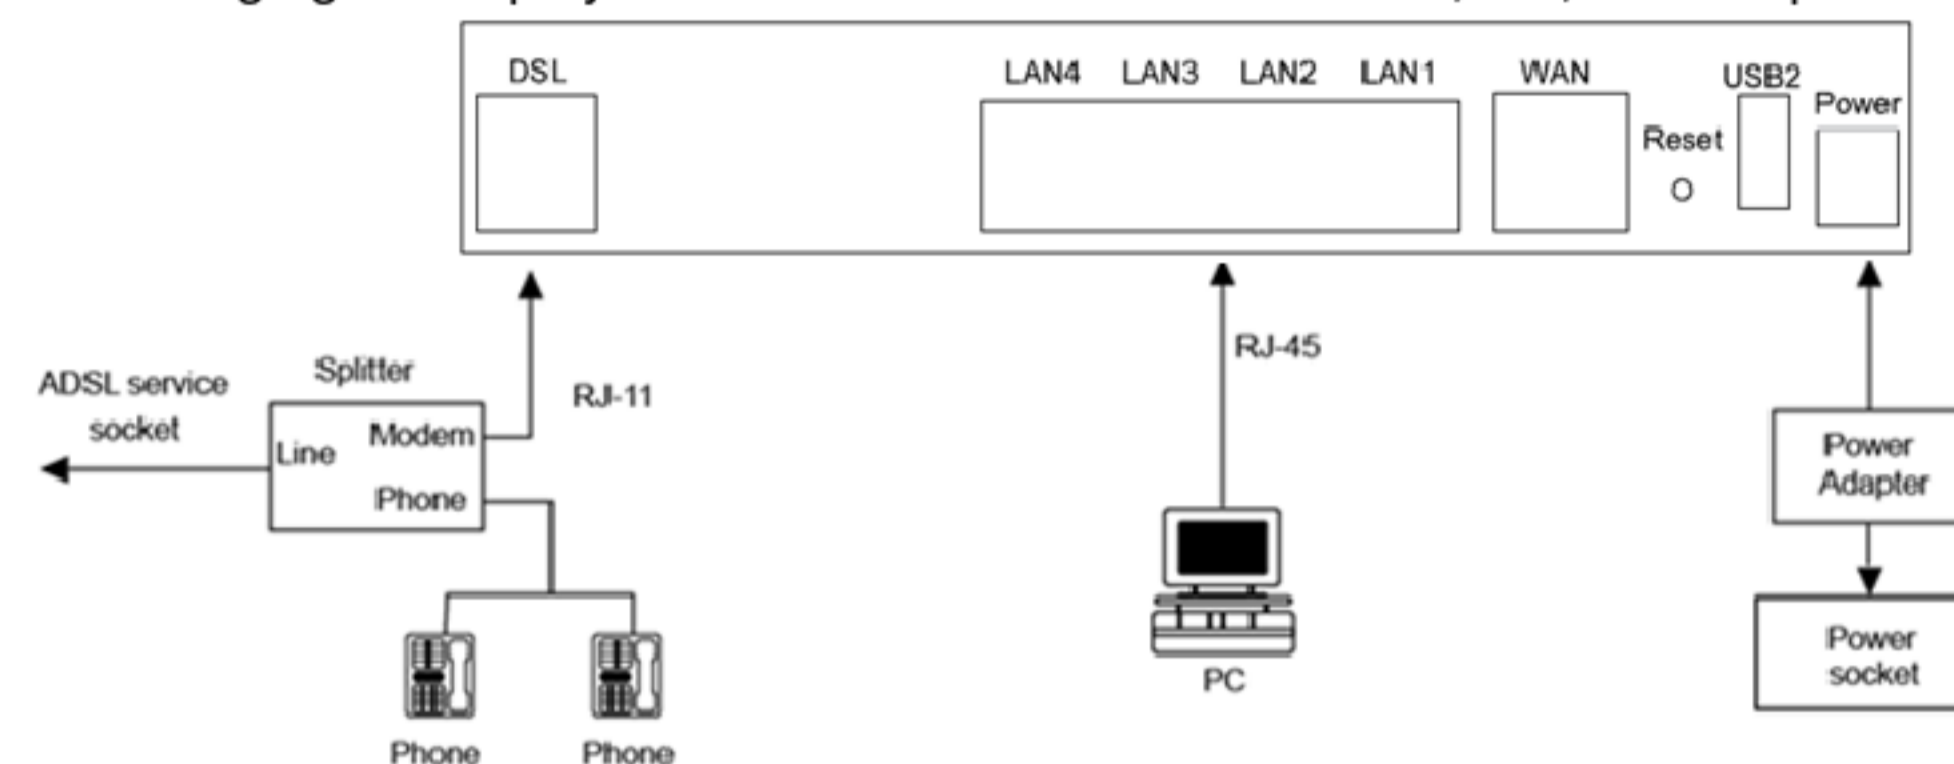 DSL
LAN4 LAN3 LAN2 LAN1
WAN
USB2
Power
Reset
RJ-45
Splitter
ADSL service
socket
RJ-11
Line
Modem
Phone
Power
Adapter
Power
socket
PC
Phone
Phone